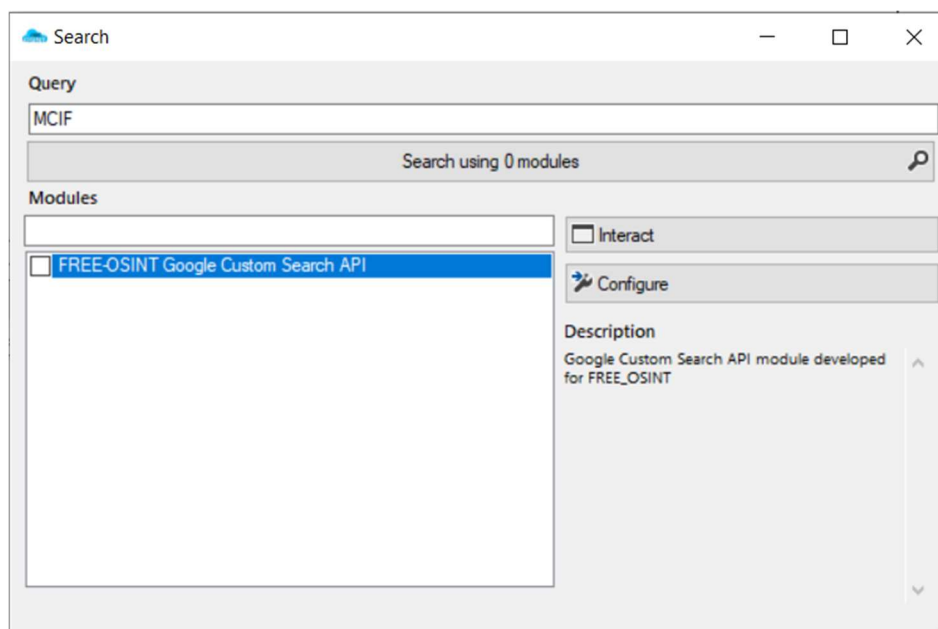 Search
Query
MCIF
Search using 0 modules
Modules
Interact
FREE-OSINT Google Custom Search API
Configure
Description
Google Custom Search API module developed
for FREE_OSINT